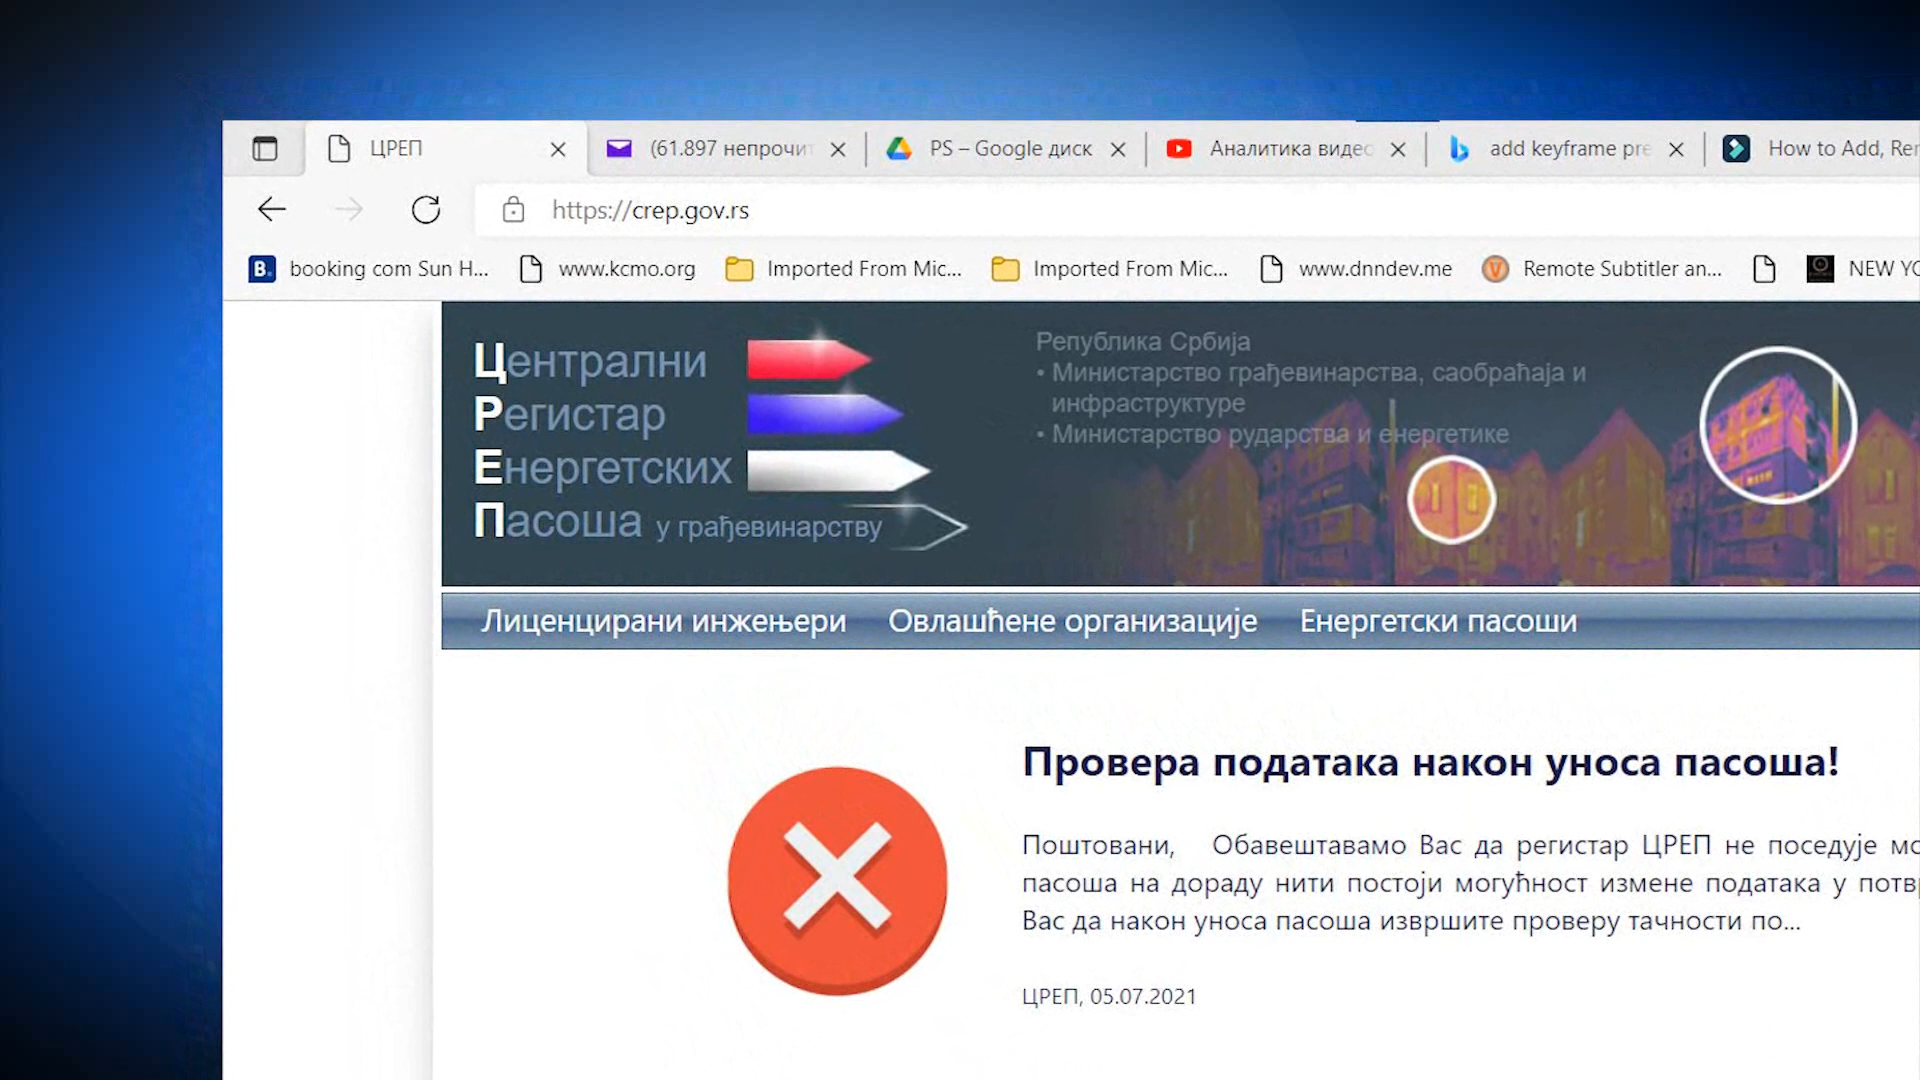 ЦРЕП
(61.897 непрочит
PS – Google диск
Аналитика видео
add keyframe pre
How to Add, Rer
https://crep.gov.rs
B. booking com Sun H...
www.kcmo.org
Imported From Mic...
Imported From Mic...
www.dnndev.me
Remote Subtitler an...
NEW YO
Централни
Регистар
Енергетских
Пасоша у грађевинарству
Република Србија
• Министарство грађевинарства, саобраћаја и
инфраструктуре
• Министарство рударства и енергетике
Лиценцирани инжењери
Овлашћене организације
Енергетски пасоши
Провера података након уноса пасоша!
Поштовани, Обавештавамо Вас да регистар ЦРЕП не поседује мо
пасоша на дораду нити постоји могућност измене података у потвр
Вас да након уноса пасоша извршите проверу тачности по...
ЦРЕП, 05.07.2021